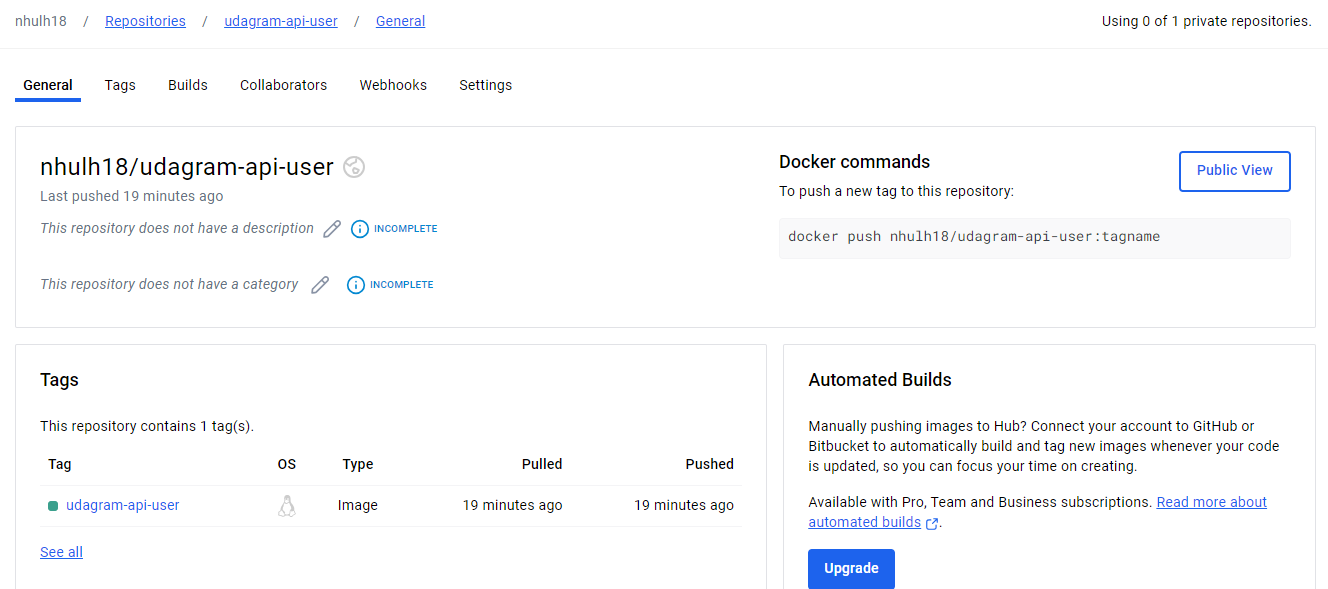 nhulh18 / Repositories / udagram-api-user / General
Using 0 of 1 private repositories.
General Tags Builds Collaborators Webhooks Settings
nhulh18/udagram-api-user
Last pushed 19 minutes ago
This repository does not have a description INCOMPLETE
This repository does not have a category INCOMPLETE
Docker commands
Public View
To push a new tag to this repository:
docker push nhulh18/udagram-api-user:tagname
Tags
This repository contains 1 tag(s).
Tag OS Type Pulled Pushed
udagram-api-user Image 19 minutes ago 19 minutes ago
See all
Automated Builds
Manually pushing images to Hub? Connect your account to GitHub or
Bitbucket to automatically build and tag new images whenever your code
is updated, so you can focus your time on creating.
Available with Pro, Team and Business subscriptions. Read more about
automated builds.
Upgrade